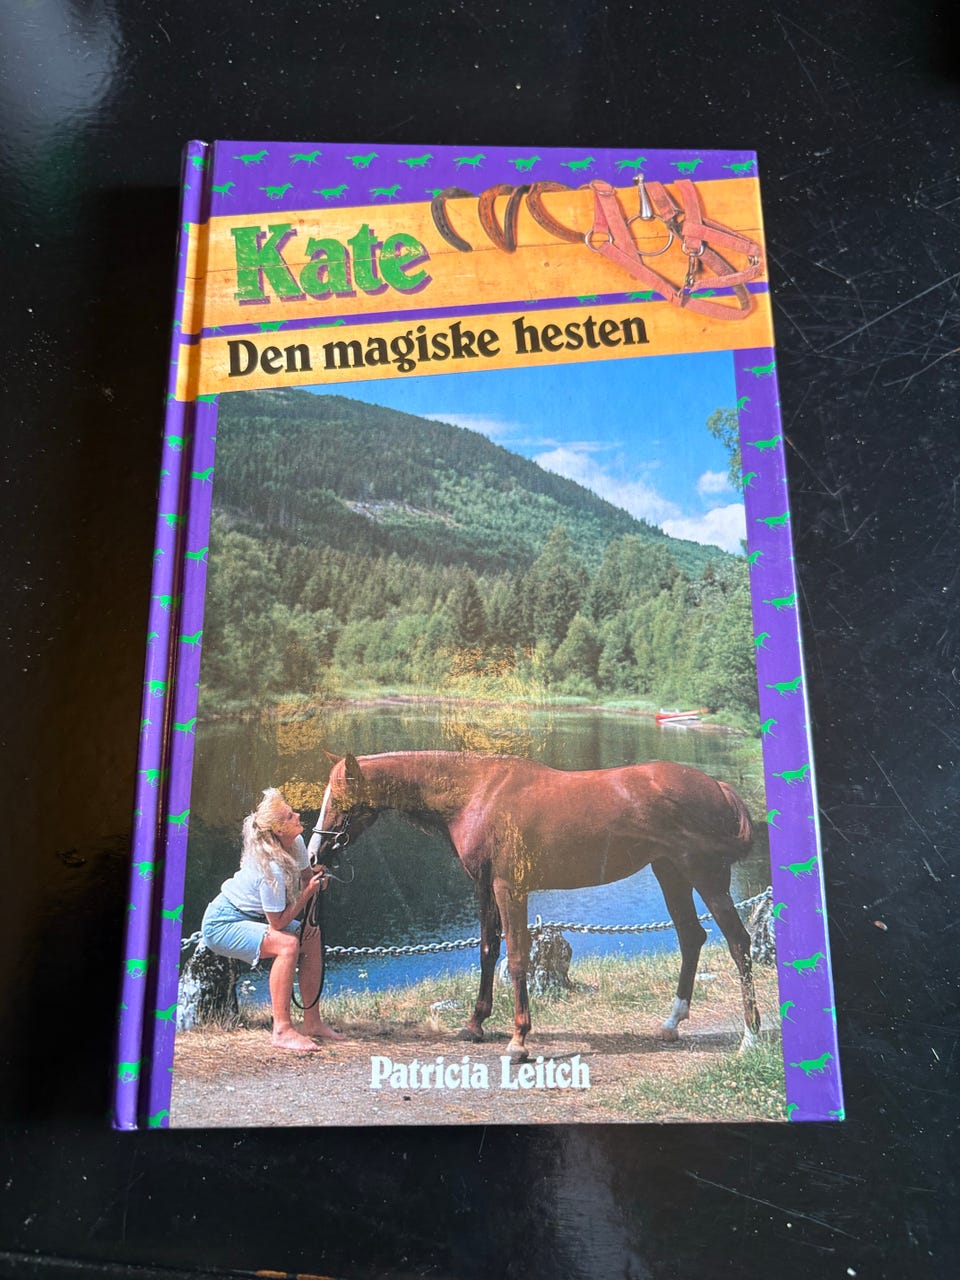 Kate
Den magiske hesten
Patricia Leitch